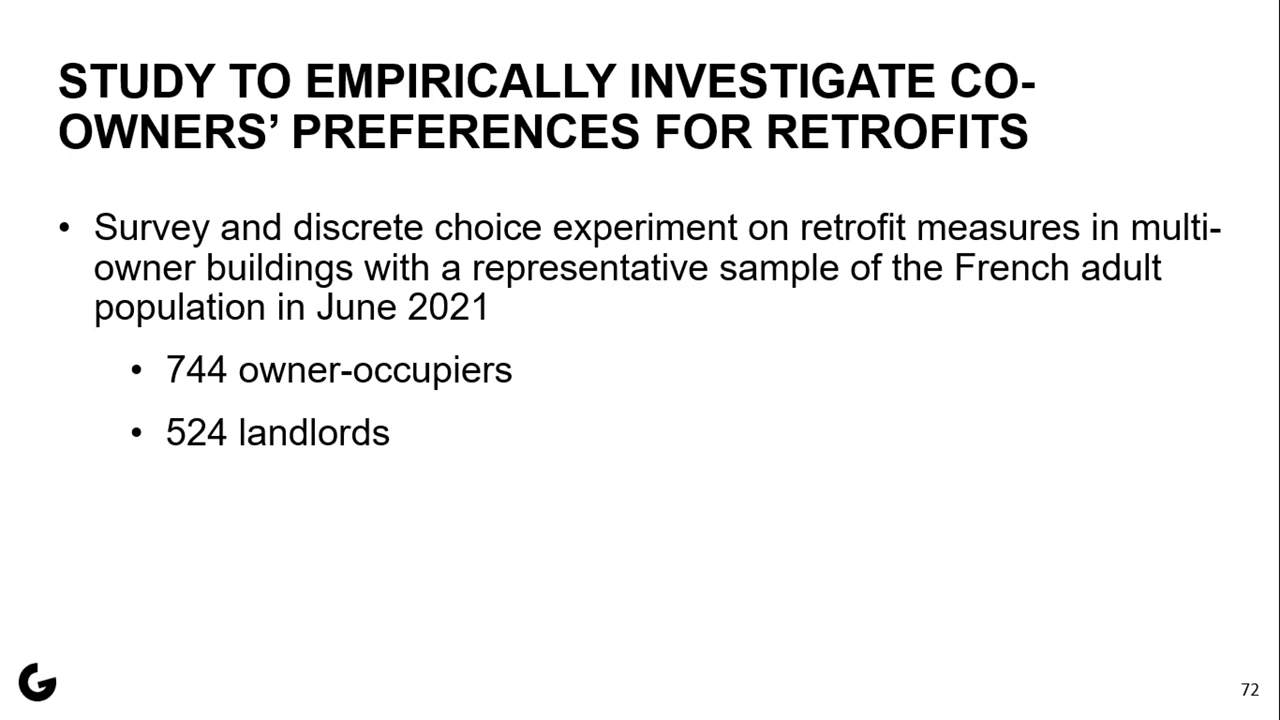 STUDY TO EMPIRICALLY INVESTIGATE CO-
OWNERS’ PREFERENCES FOR RETROFITS
• Survey and discrete choice experiment on retrofit measures in multi-
owner buildings with a representative sample of the French adult
population in June 2021
• 744 owner-occupiers
• 524 landlords
72